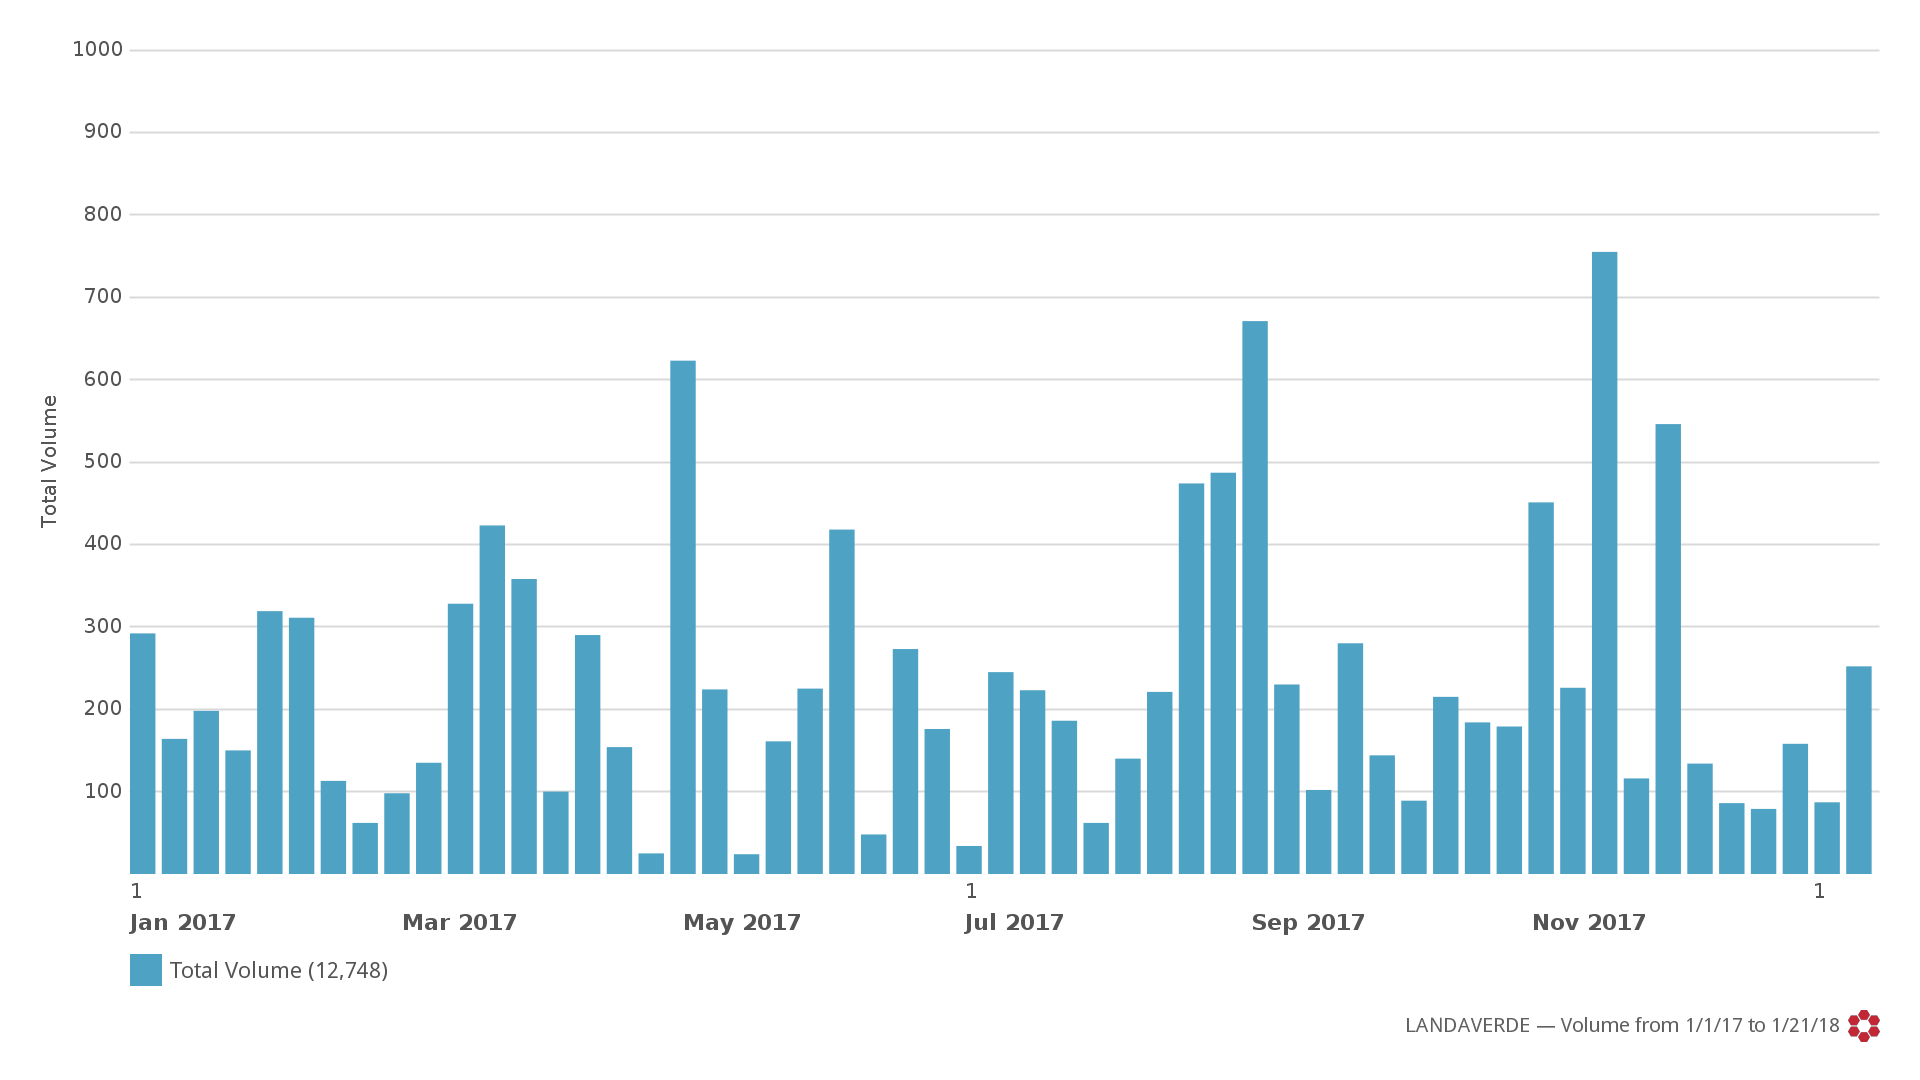 1000
900
800
700
600
500
400
300
200
100
Total Volume
1 1 1
Jan 2017 Mar 2017 May 2017 Jul 2017 Sep 2017 Nov 2017
Total Volume (12,748)
LANDAVERDE — Volume from 1/1/17 to 1/21/18